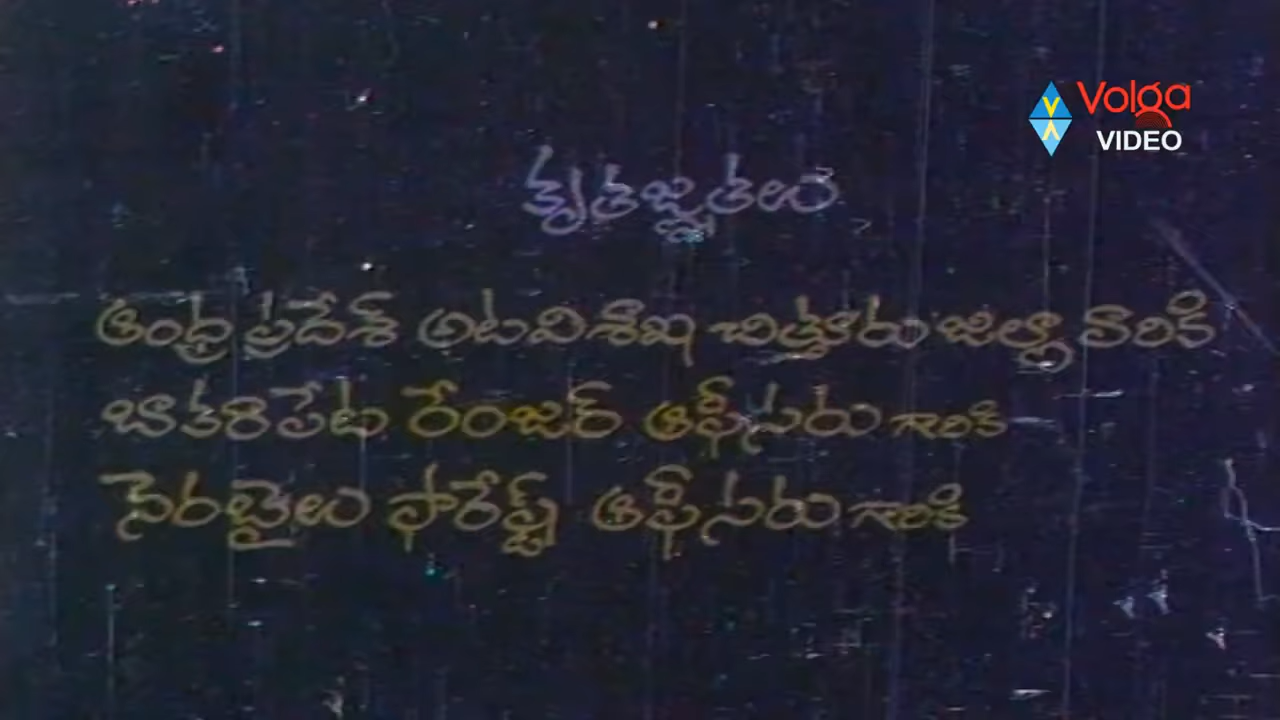 Volga
VIDEO
కృతజ్ఞతలు
ఆంధ్ర ప్రదేశ్ అటవిశాఖ చిత్తూరు జిల్లా వారికి
బాకరాపేట రేంజర్ ఆఫీసరు గారికి
నెరబైలు ఫారేష్ట్ ఆఫీసరు గారికి